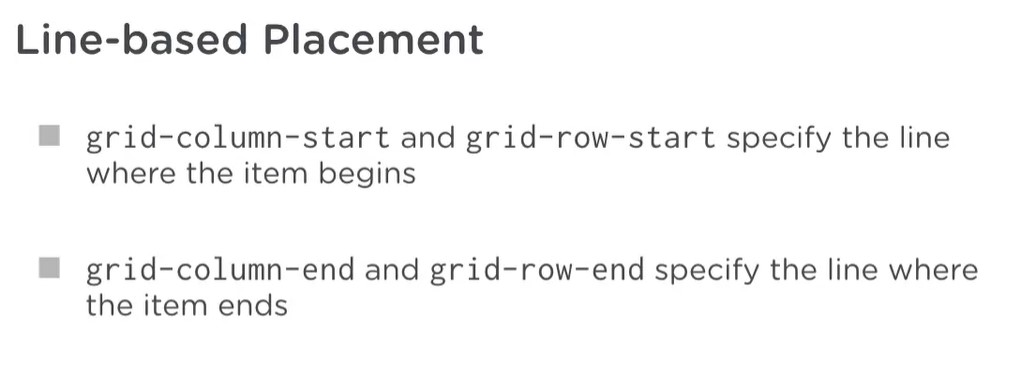 Line-based Placement
grid-column-start and grid-row-start specify the line
where the item begins
grid-column-end and grid-row-end specify the line where
the item ends